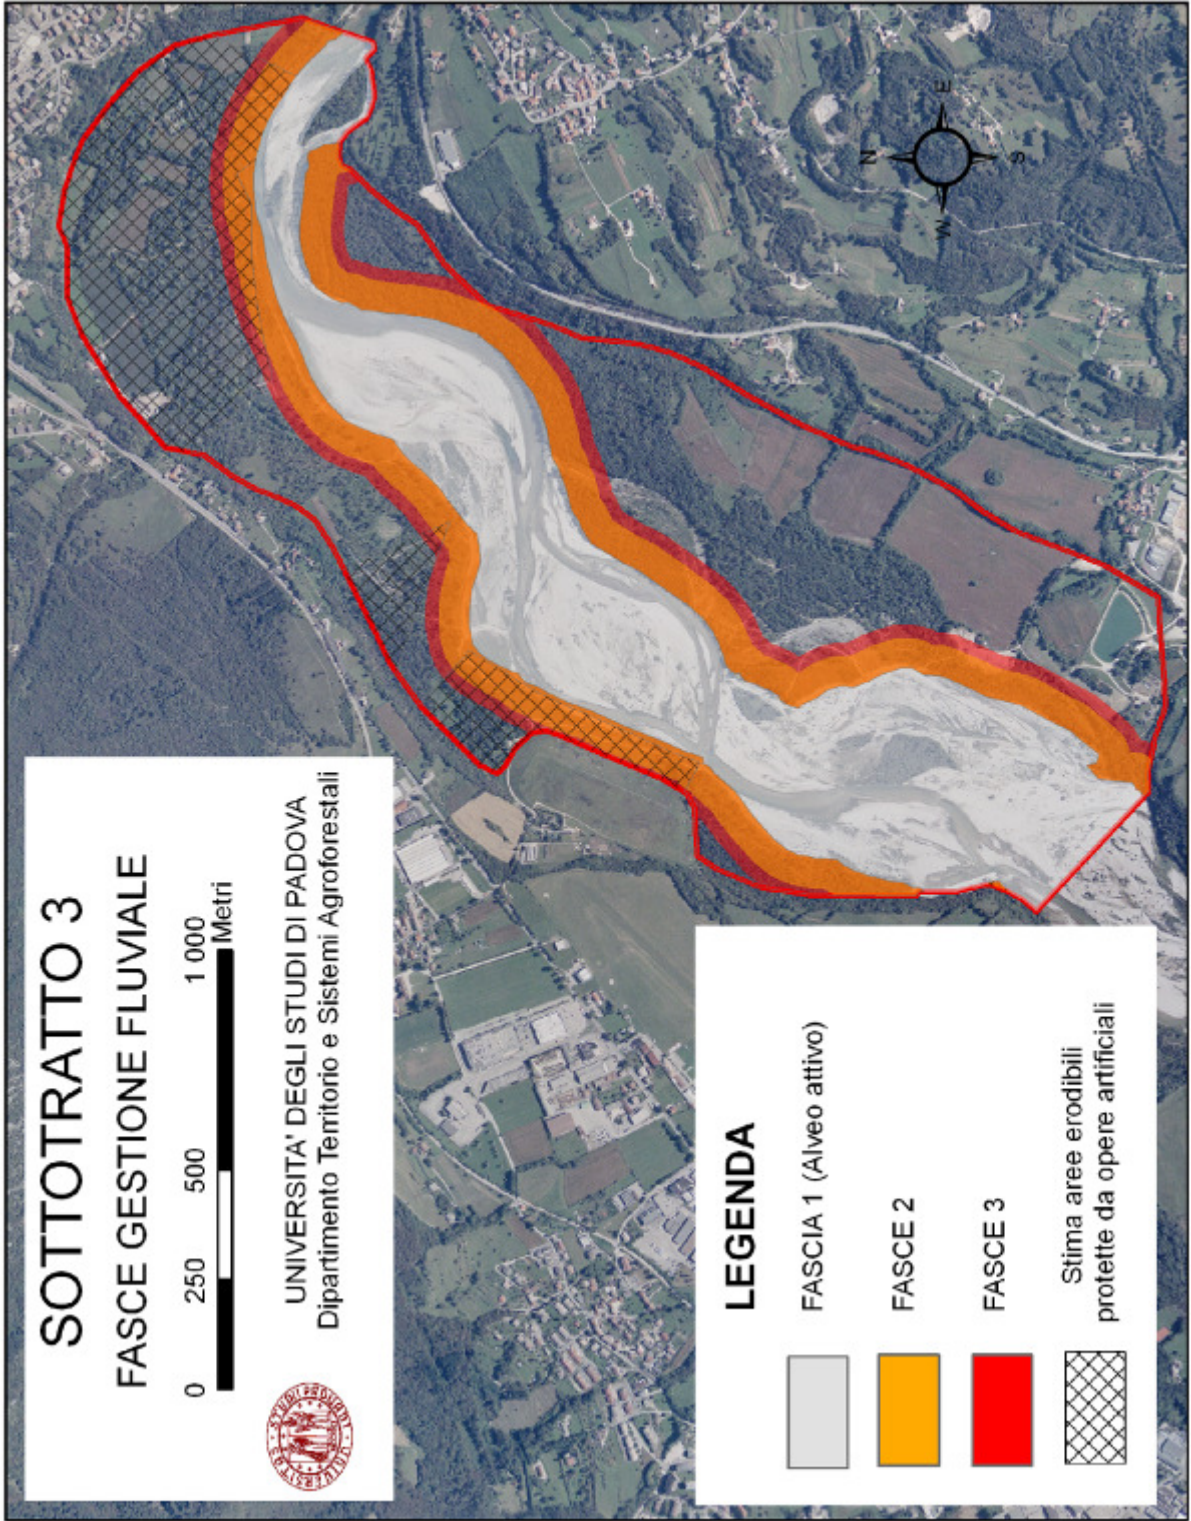 SOTTOTRATTO 3
FASCE GESTIONE FLUVIALE
0 250 500 1 000
Metri
UNIVERSITA' DEGLI STUDI DI PADOVA
Dipartimento Territorio e Sistemi Agroforestali
LEGENDA
FASCIA 1 (Alveo attivo)
FASCE 2
FASCE 3
Stima aree erodibili
protette da opere artificiali
N
W E
S